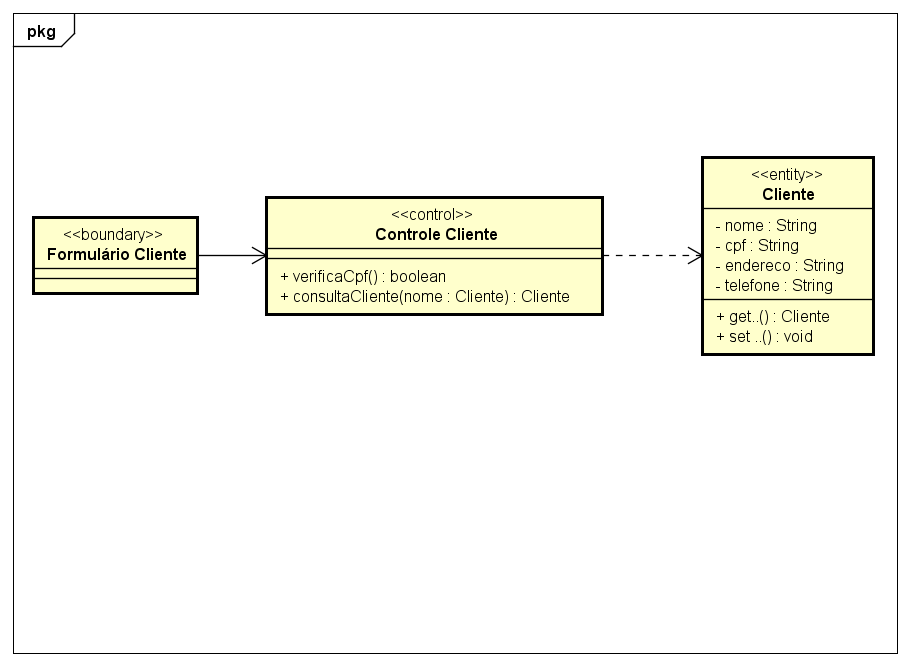 pkg
<<boundary>>
Formulário Cliente
<<control>>
Controle Cliente
+ verificaCpf() : boolean
+ consultaCliente(nome : Cliente) : Cliente
<<entity>>
Cliente
- nome : String
- cpf : String
- endereco : String
- telefone : String
+ get..() : Cliente
+ set ..() : void